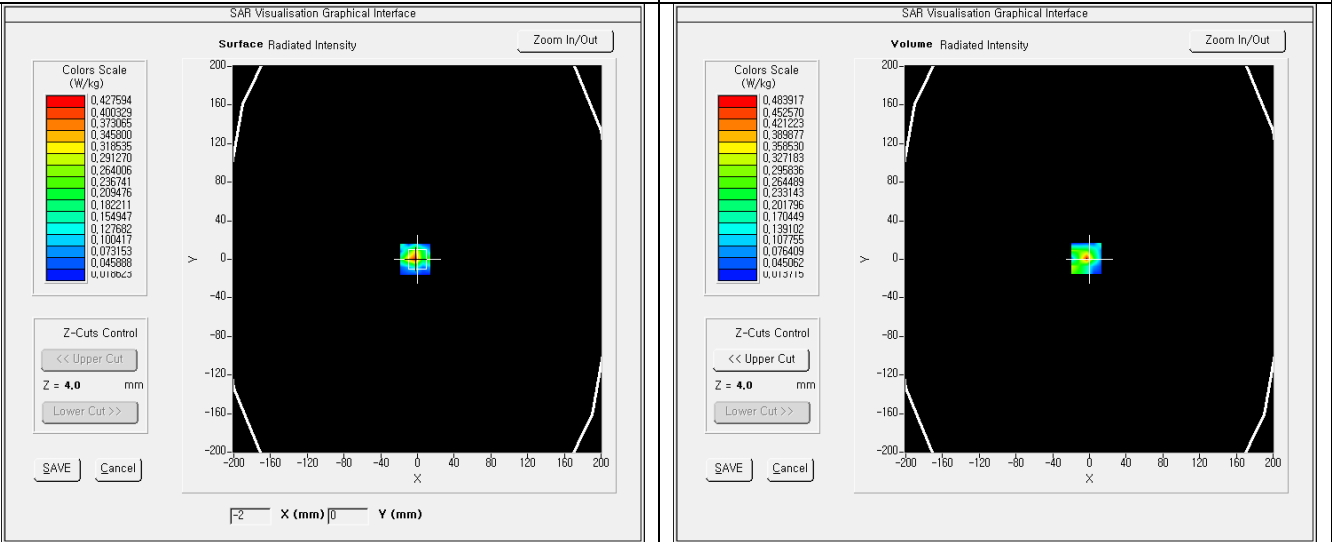 SAR Visualisation Graphical Interface
Surface Radiated Intensity
Zoom In/Out
Colors Scale
(W/kg)
0,427594
0,400329
0,373065
0,345800
0,318535
0,291270
0,264006
0,236741
0,209476
0,182211
0,154947
0,127682
0,100417
0,073153
0,045888
0,018623
Z-Cuts Control
<< Upper Cut
Z = 4,0 mm
Lower Cut >>
SAVE Cancel
200
160
120
80
40
0
-40
-80
-120
-160
-200
Y
-200 -160 -120 -80 -40 0 40 80 120 160 200
X
-2 X (mm) 0 Y (mm)
SAR Visualisation Graphical Interface
Volume Radiated Intensity
Zoom In/Out
Colors Scale
(W/kg)
0,483917
0,452570
0,421223
0,389877
0,358530
0,327183
0,295836
0,264489
0,233143
0,201796
0,170449
0,139102
0,107755
0,076409
0,045062
0,013715
Z-Cuts Control
<< Upper Cut
Z = 4,0 mm
Lower Cut >>
SAVE Cancel
200
160
120
80
40
0
-40
-80
-120
-160
-200
Y
-200 -160 -120 -80 -40 0 40 80 120 160 200
X